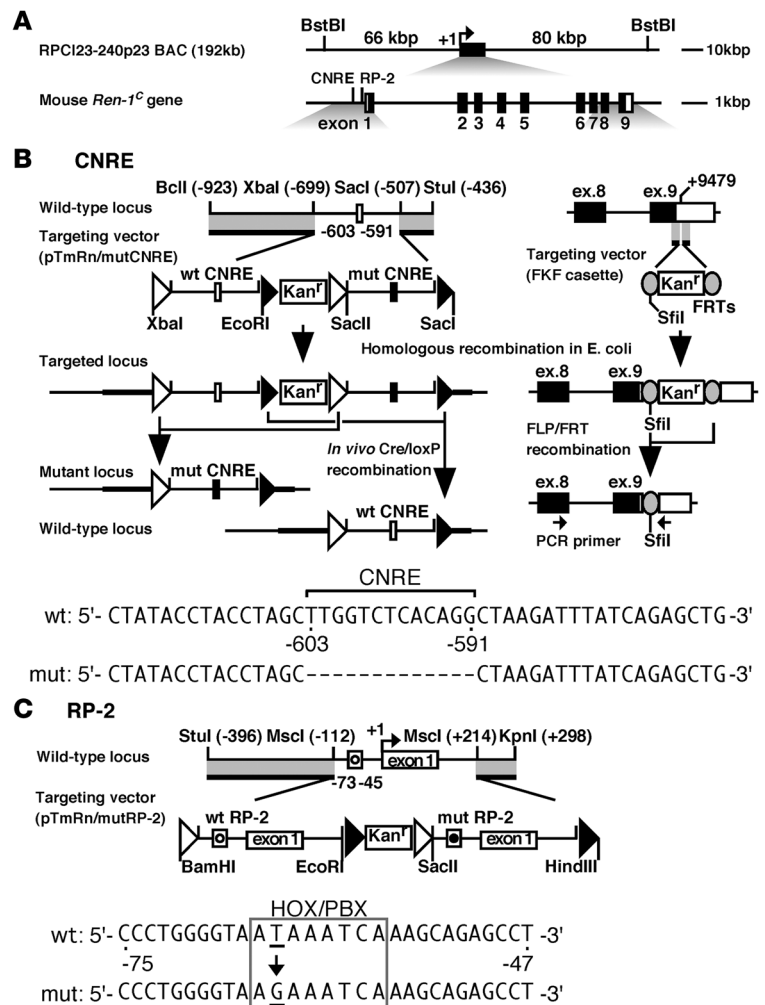 A
BstBI BstBI
66 kbp +1 80 kbp
RPCI23-240p23 BAC (192kb) 10kbp
CNRE RP-2
Mouse Ren-1ᶜ gene 1kbp
exon 1 2 3 4 5 6 7 8 9
B CNRE
BclI (-923) XbaI (-699) SacI (-507) StuI (-436)
Wild-type locus
-603 -591
Targeting vector
(pTmRn/mutCNRE)
wt CNRE mut CNRE
Kanʳ
XbaI EcoRI SacII SacI
+9479
ex.8 ex.9
Targeting vector
(FKF casette)
Kanʳ
FRTs
SfiI
Homologous recombination in E. coli
Targeted locus
Kanʳ
ex.8 ex.9
Kanʳ
SfiI
In vivo Cre/loxP
recombination
FLP/FRT
recombination
Mutant locus
mut CNRE
Wild-type locus
wt CNRE
ex.8 ex.9
PCR primer
SfiI
CNRE
wt: 5'- CTATACCTACCTAGCTTGGTCTCACAGGCTAAGATTTATCAGAGCTG-3'
-603 -591
mut: 5'- CTATACCTACCTAGC-------------CTAAGATTTATCAGAGCTG-3'
C RP-2
StuI (-396) MscI (-112) +1 MscI (+214) KpnI (+298)
Wild-type locus
exon 1
-73 -45
Targeting vector
(pTmRn/mutRP-2)
wt RP-2 mut RP-2
exon 1 Kanʳ exon 1
BamHI EcoRI SacII HindIII
HOX/PBX
wt: 5'- CCCTGGGGTAATAAATCAAAGCAGAGCCT -3'
-75 -47
mut: 5'- CCCTGGGGTAAGAAATCAAAGCAGAGCCT -3'